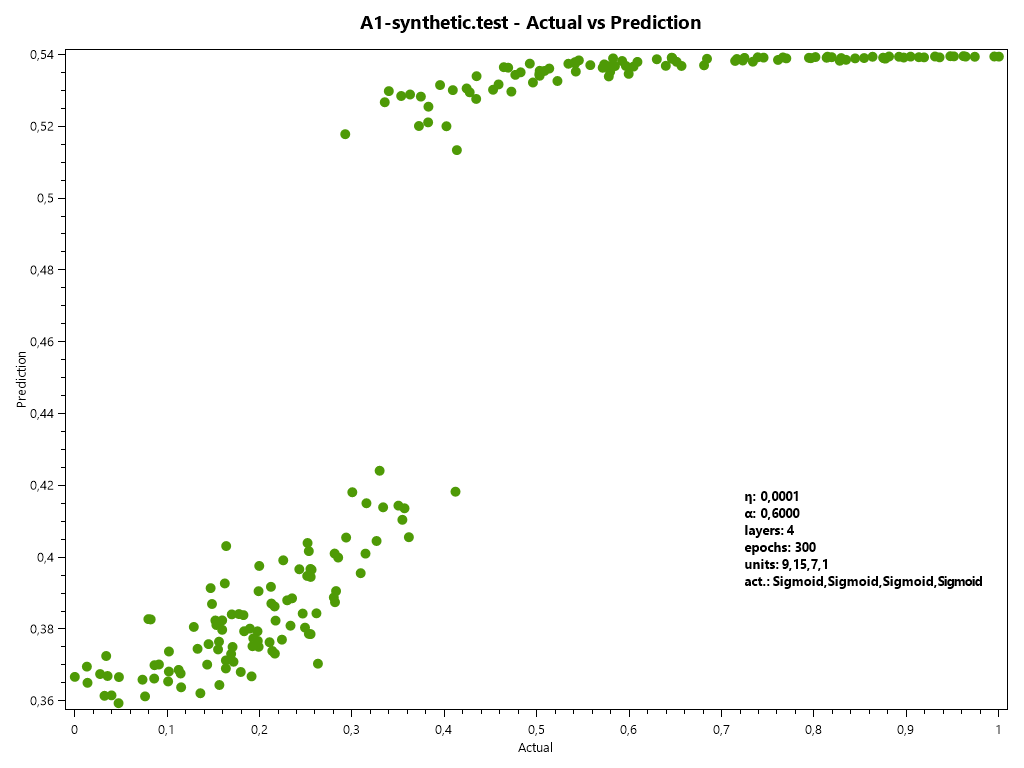 A1-synthetic.test - Actual vs Prediction
0,54
0,52
0,5
0,48
0,46
0,44
0,42
0,4
0,38
0,36
Prediction
η: 0,0001
α: 0,6000
layers: 4
epochs: 300
units: 9,15,7,1
act.: Sigmoid,Sigmoid,Sigmoid,Sigmoid
0 0,1 0,2 0,3 0,4 0,5 0,6 0,7 0,8 0,9 1
Actual